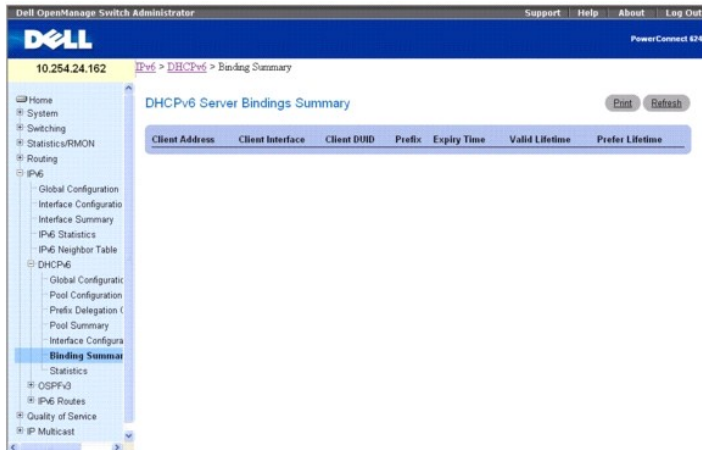 Dell OpenManage Switch Administrator
Support Help About Log Out
DELL
PowerConnect 624
10.254.24.162
IPv6 > DHCPv6 > Binding Summary
Home
System
Switching
Statistics/RMON
Routing
IPv6
Global Configuration
Interface Configuratio
Interface Summary
IPv6 Statistics
IPv6 Neighbor Table
DHCPv6
Global Configuratic
Pool Configuration
Prefix Delegation C
Pool Summary
Interface Configura
Binding Summar
Statistics
OSPFv3
IPv6 Routes
Quality of Service
IP Multicast
DHCPv6 Server Bindings Summary
Print Refresh
Client Address Client Interface Client DUID Prefix Expiry Time Valid Lifetime Prefer Lifetime